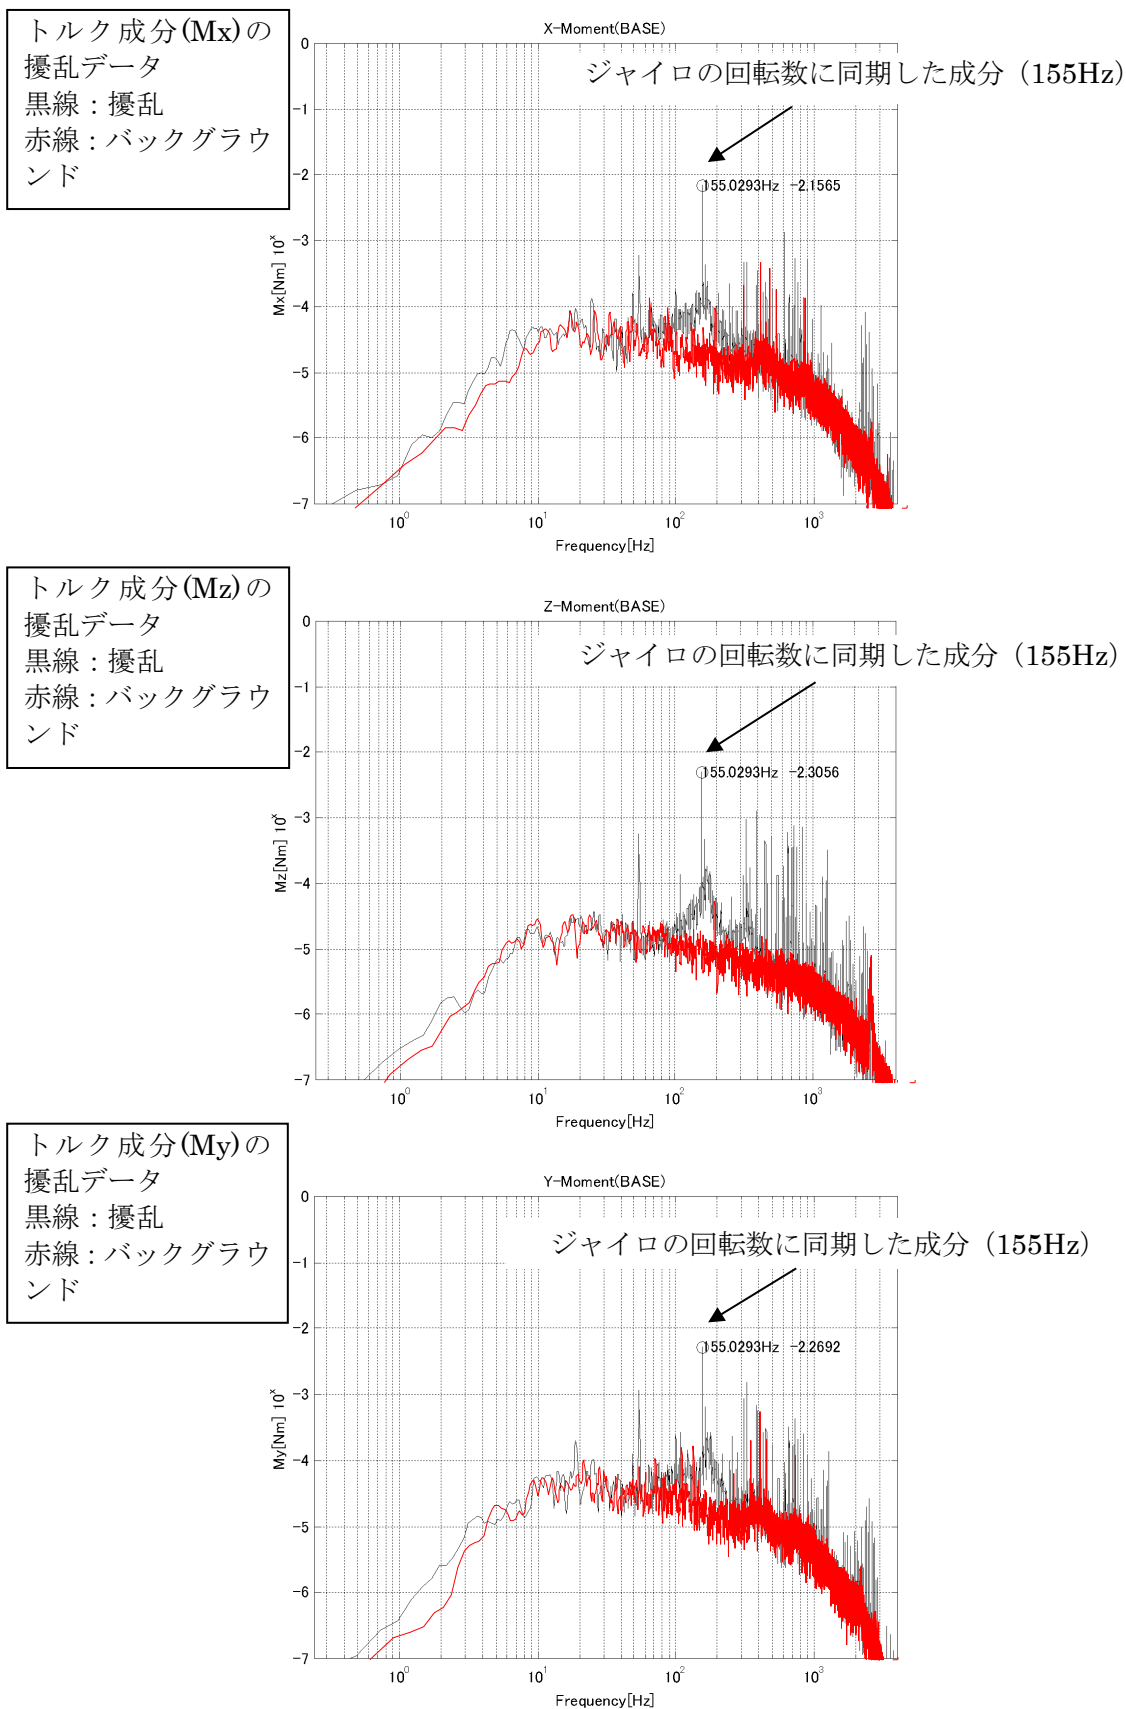 トルク成分(Mx)の
擾乱データ
黒線：擾乱
赤線：バックグラウ
ンド
X-Moment(BASE)
ジャイロの回転数に同期した成分（155Hz）
0
-1
-2
-3
-4
-5
-6
-7
155.0293Hz -2.1565
Mx[Nm] 10^x
10^0 10^1 10^2 10^3
Frequency[Hz]
トルク成分(Mz)の
擾乱データ
黒線：擾乱
赤線：バックグラウ
ンド
Z-Moment(BASE)
ジャイロの回転数に同期した成分（155Hz）
0
-1
-2
-3
-4
-5
-6
-7
155.0293Hz -2.3056
Mz[Nm] 10^x
10^0 10^1 10^2 10^3
Frequency[Hz]
トルク成分(My)の
擾乱データ
黒線：擾乱
赤線：バックグラウ
ンド
Y-Moment(BASE)
ジャイロの回転数に同期した成分（155Hz）
0
-1
-2
-3
-4
-5
-6
-7
155.0293Hz -2.2692
My[Nm] 10^x
10^0 10^1 10^2 10^3
Frequency[Hz]